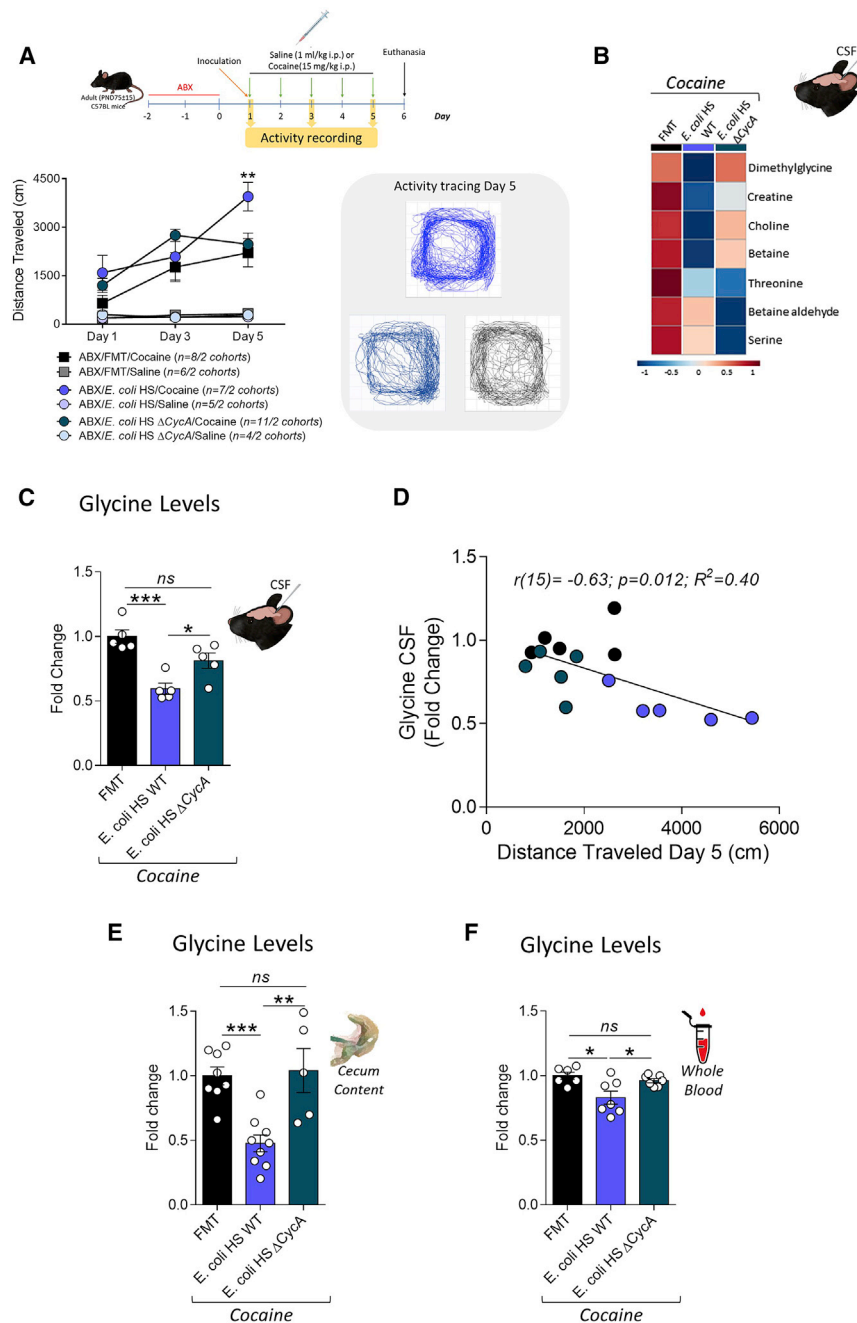 A
Inoculation
Saline (1 ml/kg i.p.) or
Cocaine(15 mg/kg i.p.)
Euthanasia
Adult (PND75±15)
C57BL mice
ABX
-2
-1
0
1
2
3
4
5
6
Day
Activity recording
4500
3000
1500
0
Distance Traveled (cm)
**
Day 1
Day 3
Day 5
ABX/FMT/Cocaine (n=8/2 cohorts)
ABX/FMT/Saline (n=6/2 cohorts)
ABX/E. coli HS/Cocaine (n=7/2 cohorts)
ABX/E. coli HS/Saline (n=5/2 cohorts)
ABX/E. coli HS ΔCycA/Cocaine (n=11/2 cohorts)
ABX/E. coli HS ΔCycA/Saline (n=4/2 cohorts)
Activity tracing Day 5
B
CSF
Cocaine
FMT
E. coli HS
WT
E. coli HS
ΔCycA
Dimethylglycine
Creatine
Choline
Betaine
Threonine
Betaine aldehyde
Serine
-1
-0.5
0
0.5
1
C
Glycine Levels
CSF
ns
***
*
1.5
1.0
0.5
0.0
Fold Change
FMT
E. coli HS WT
E. coli HS ΔCycA
Cocaine
D
r(15)= -0.63; p=0.012; R²=0.40
1.5
1.0
0.5
0.0
Glycine CSF
(Fold Change)
0
2000
4000
6000
Distance Traveled Day 5 (cm)
E
Glycine Levels
ns
***
**
1.5
1.0
0.5
0.0
Fold change
Cecum
Content
FMT
E. coli HS WT
E. coli HS ΔCycA
Cocaine
F
Glycine Levels
ns
*
*
1.5
1.0
0.5
0.0
Fold change
Whole
Blood
FMT
E. coli HS WT
E. coli HS ΔCycA
Cocaine